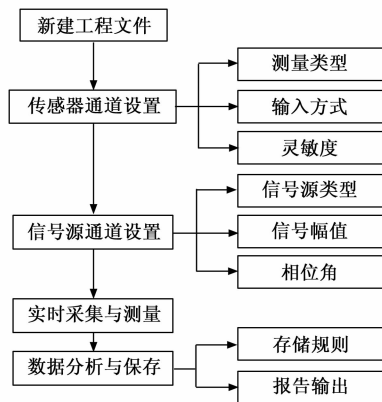 新建工程文件
传感器通道设置
测量类型
输入方式
灵敏度
信号源通道设置
信号源类型
信号幅值
相位角
实时采集与测量
数据分析与保存
存储规则
报告输出